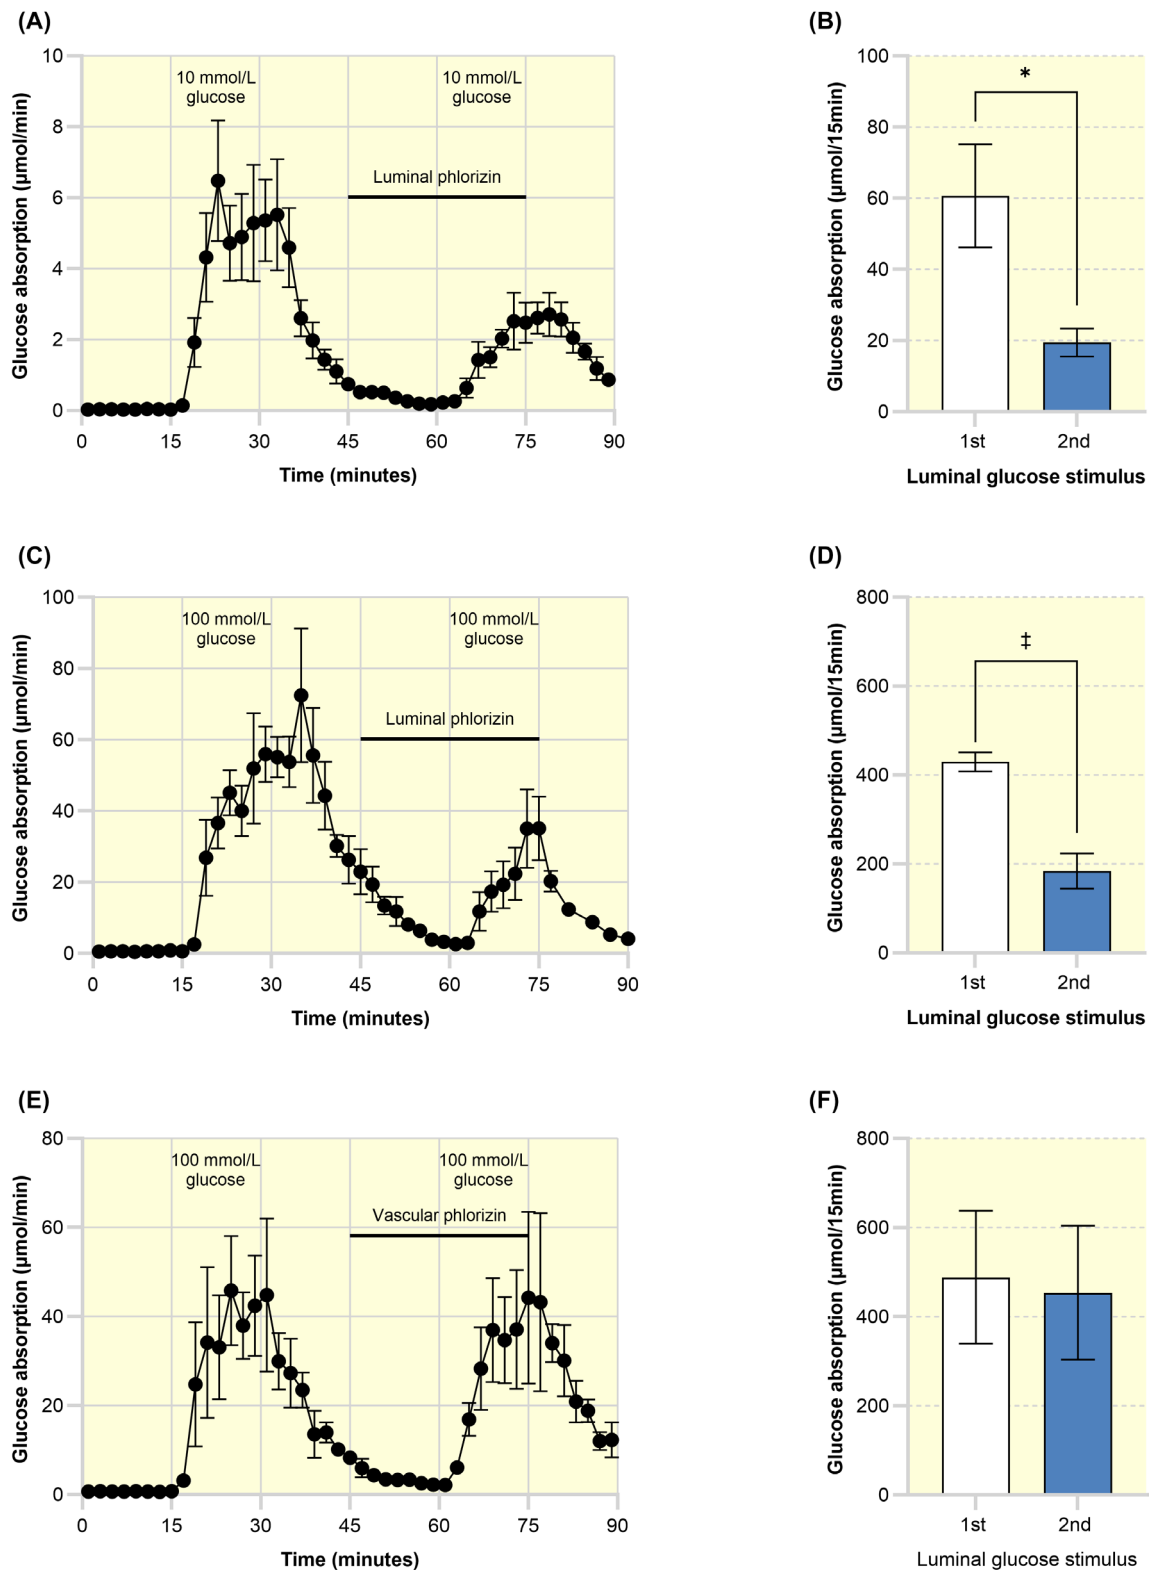 (A)
Glucose absorption (μmol/min)
10
8
6
4
2
0
10 mmol/L
glucose
10 mmol/L
glucose
Luminal phlorizin
0
15
30
45
60
75
90
Time (minutes)
(B)
Glucose absorption (μmol/15min)
100
80
60
40
20
0
*
1st
2nd
Luminal glucose stimulus
(C)
Glucose absorption (μmol/min)
100
80
60
40
20
0
100 mmol/L
glucose
100 mmol/L
glucose
Luminal phlorizin
0
15
30
45
60
75
90
Time (minutes)
(D)
Glucose absorption (μmol/15min)
800
600
400
200
0
‡
1st
2nd
Luminal glucose stimulus
(E)
Glucose absorption (μmol/min)
80
60
40
20
0
100 mmol/L
glucose
100 mmol/L
glucose
Vascular phlorizin
0
15
30
45
60
75
90
Time (minutes)
(F)
Glucose absorption (μmol/15min)
800
600
400
200
0
1st
2nd
Luminal glucose stimulus